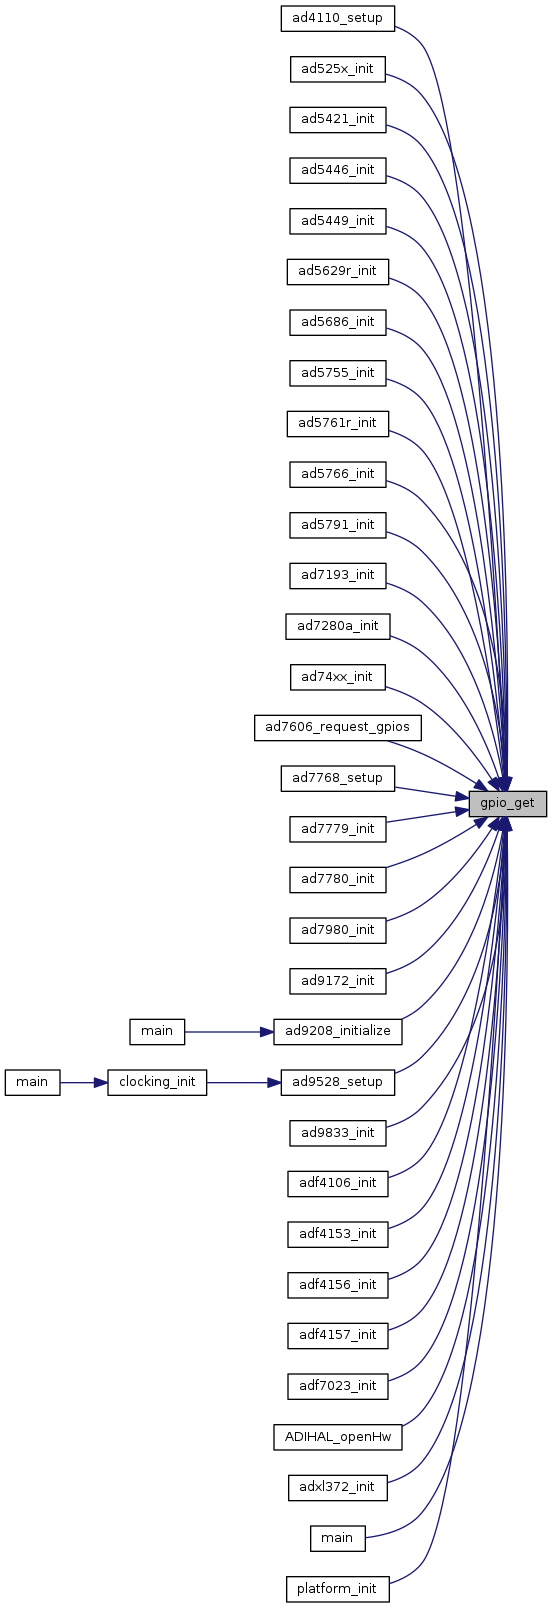 ad4110_setup
ad525x_init
ad5421_init
ad5446_init
ad5449_init
ad5629r_init
ad5686_init
ad5755_init
ad5761r_init
ad5766_init
ad5791_init
ad7193_init
ad7280a_init
ad74xx_init
ad7606_request_gpios
ad7768_setup
gpio_get
ad7779_init
ad7780_init
ad7980_init
ad9172_init
main
ad9208_initialize
main
clocking_init
ad9528_setup
ad9833_init
adf4106_init
adf4153_init
adf4156_init
adf4157_init
adf7023_init
ADIHAL_openHw
adxl372_init
main
platform_init